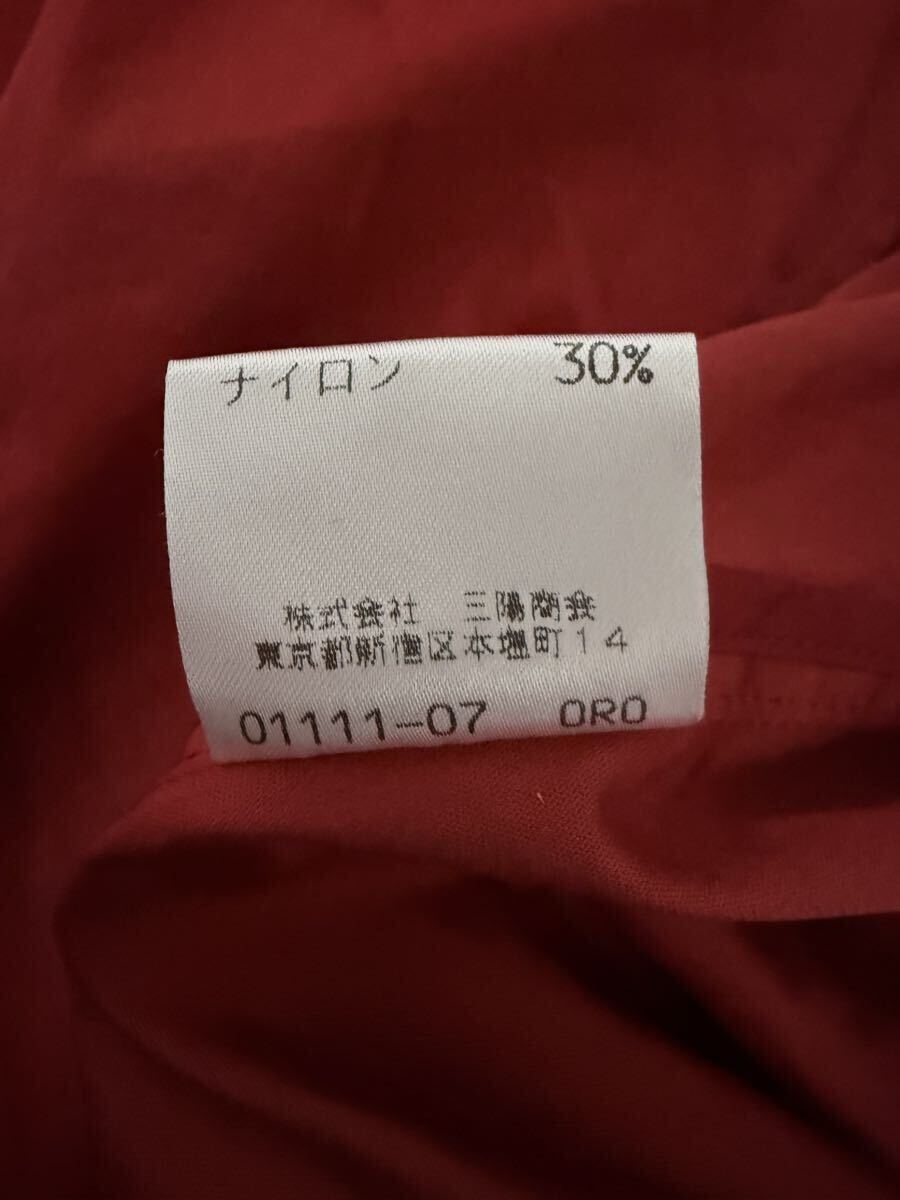 ナイロン 30%
株式会社 三陽商会
東京都新宿区本塩町14
01111-07 ORO